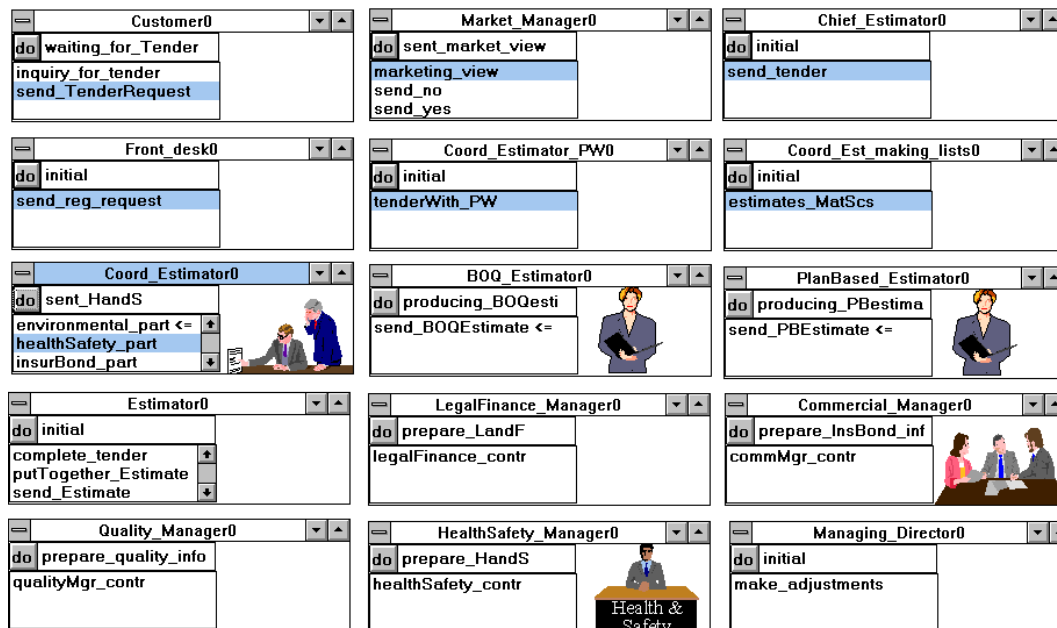 Customer0
do waiting_for_Tender
inquiry_for_tender
send_TenderRequest
Market_Manager0
do sent_market_view
marketing_view
send_no
send_yes
Chief_Estimator0
do initial
send_tender
Front_desk0
do initial
send_reg_request
Coord_Estimator_PW0
do initial
tenderWith_PW
Coord_Est_making_lists0
do initial
estimates_MatScs
Coord_Estimator0
do sent_HandS
environmental_part <=
healthSafety_part
insurBond_part
BOQ_Estimator0
do producing_BOQesti
send_BOQEstimate <=
PlanBased_Estimator0
do producing_PBestima
send_PBEstimate <=
Estimator0
do initial
complete_tender
putTogether_Estimate
send_Estimate
LegalFinance_Manager0
do prepare_LandF
legalFinance_contr
Commercial_Manager0
do prepare_InsBond_inf
commMgr_contr
Quality_Manager0
do prepare_quality_info
qualityMgr_contr
HealthSafety_Manager0
do prepare_HandS
healthSafety_contr
Health &
Safety
Managing_Director0
do initial
make_adjustments